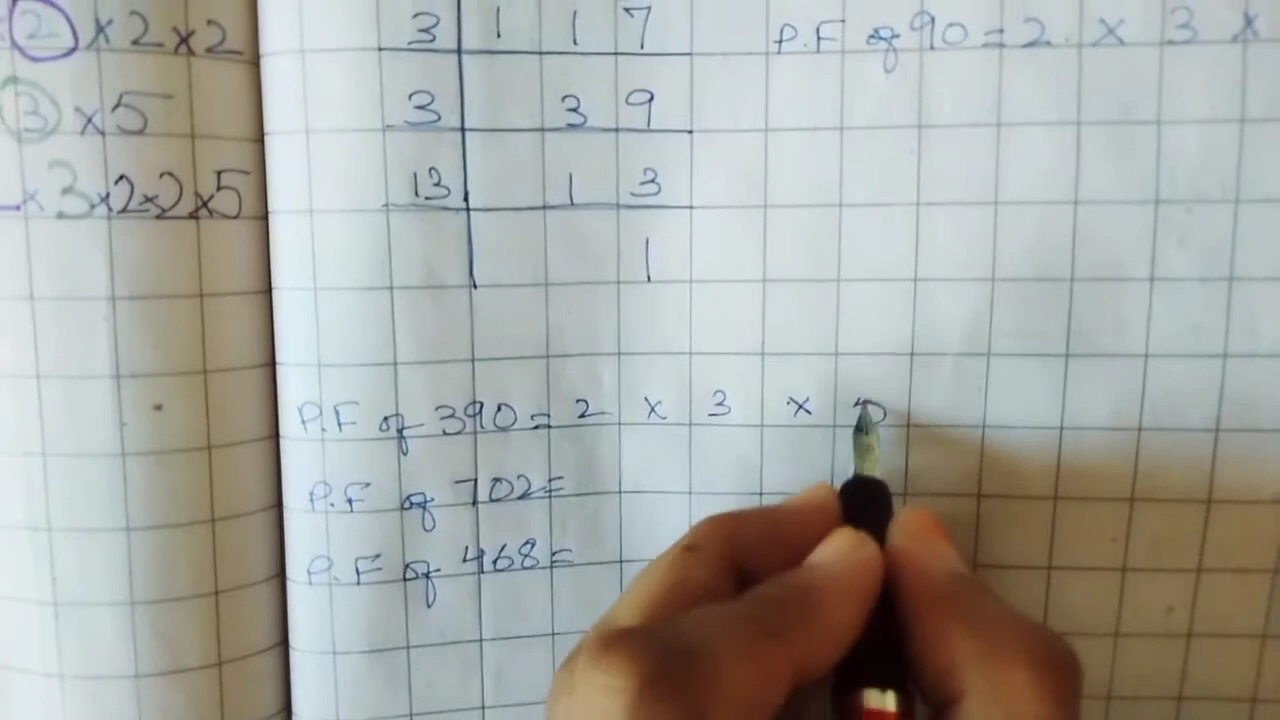 2 × 2 × 2
3 × 5
× 3 × 2 × 2 × 5
3 | 1 1 7
3 | 3 9
13 | 1 3
1
P.F of 90 = 2 × 3 ×
P.F of 390 = 2 × 3 × 5
P.F of 702 =
P.F of 468 =